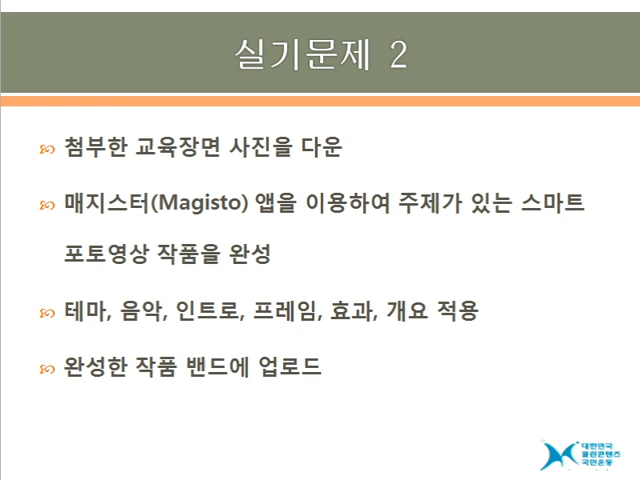 실기문제 2
첨부한 교육장면 사진을 다운
매지스터(Magisto) 앱을 이용하여 주제가 있는 스마트
포토영상 작품을 완성
테마, 음악, 인트로, 프레임, 효과, 개요 적용
완성한 작품 밴드에 업로드
대한민국
클린콘텐츠
국민운동